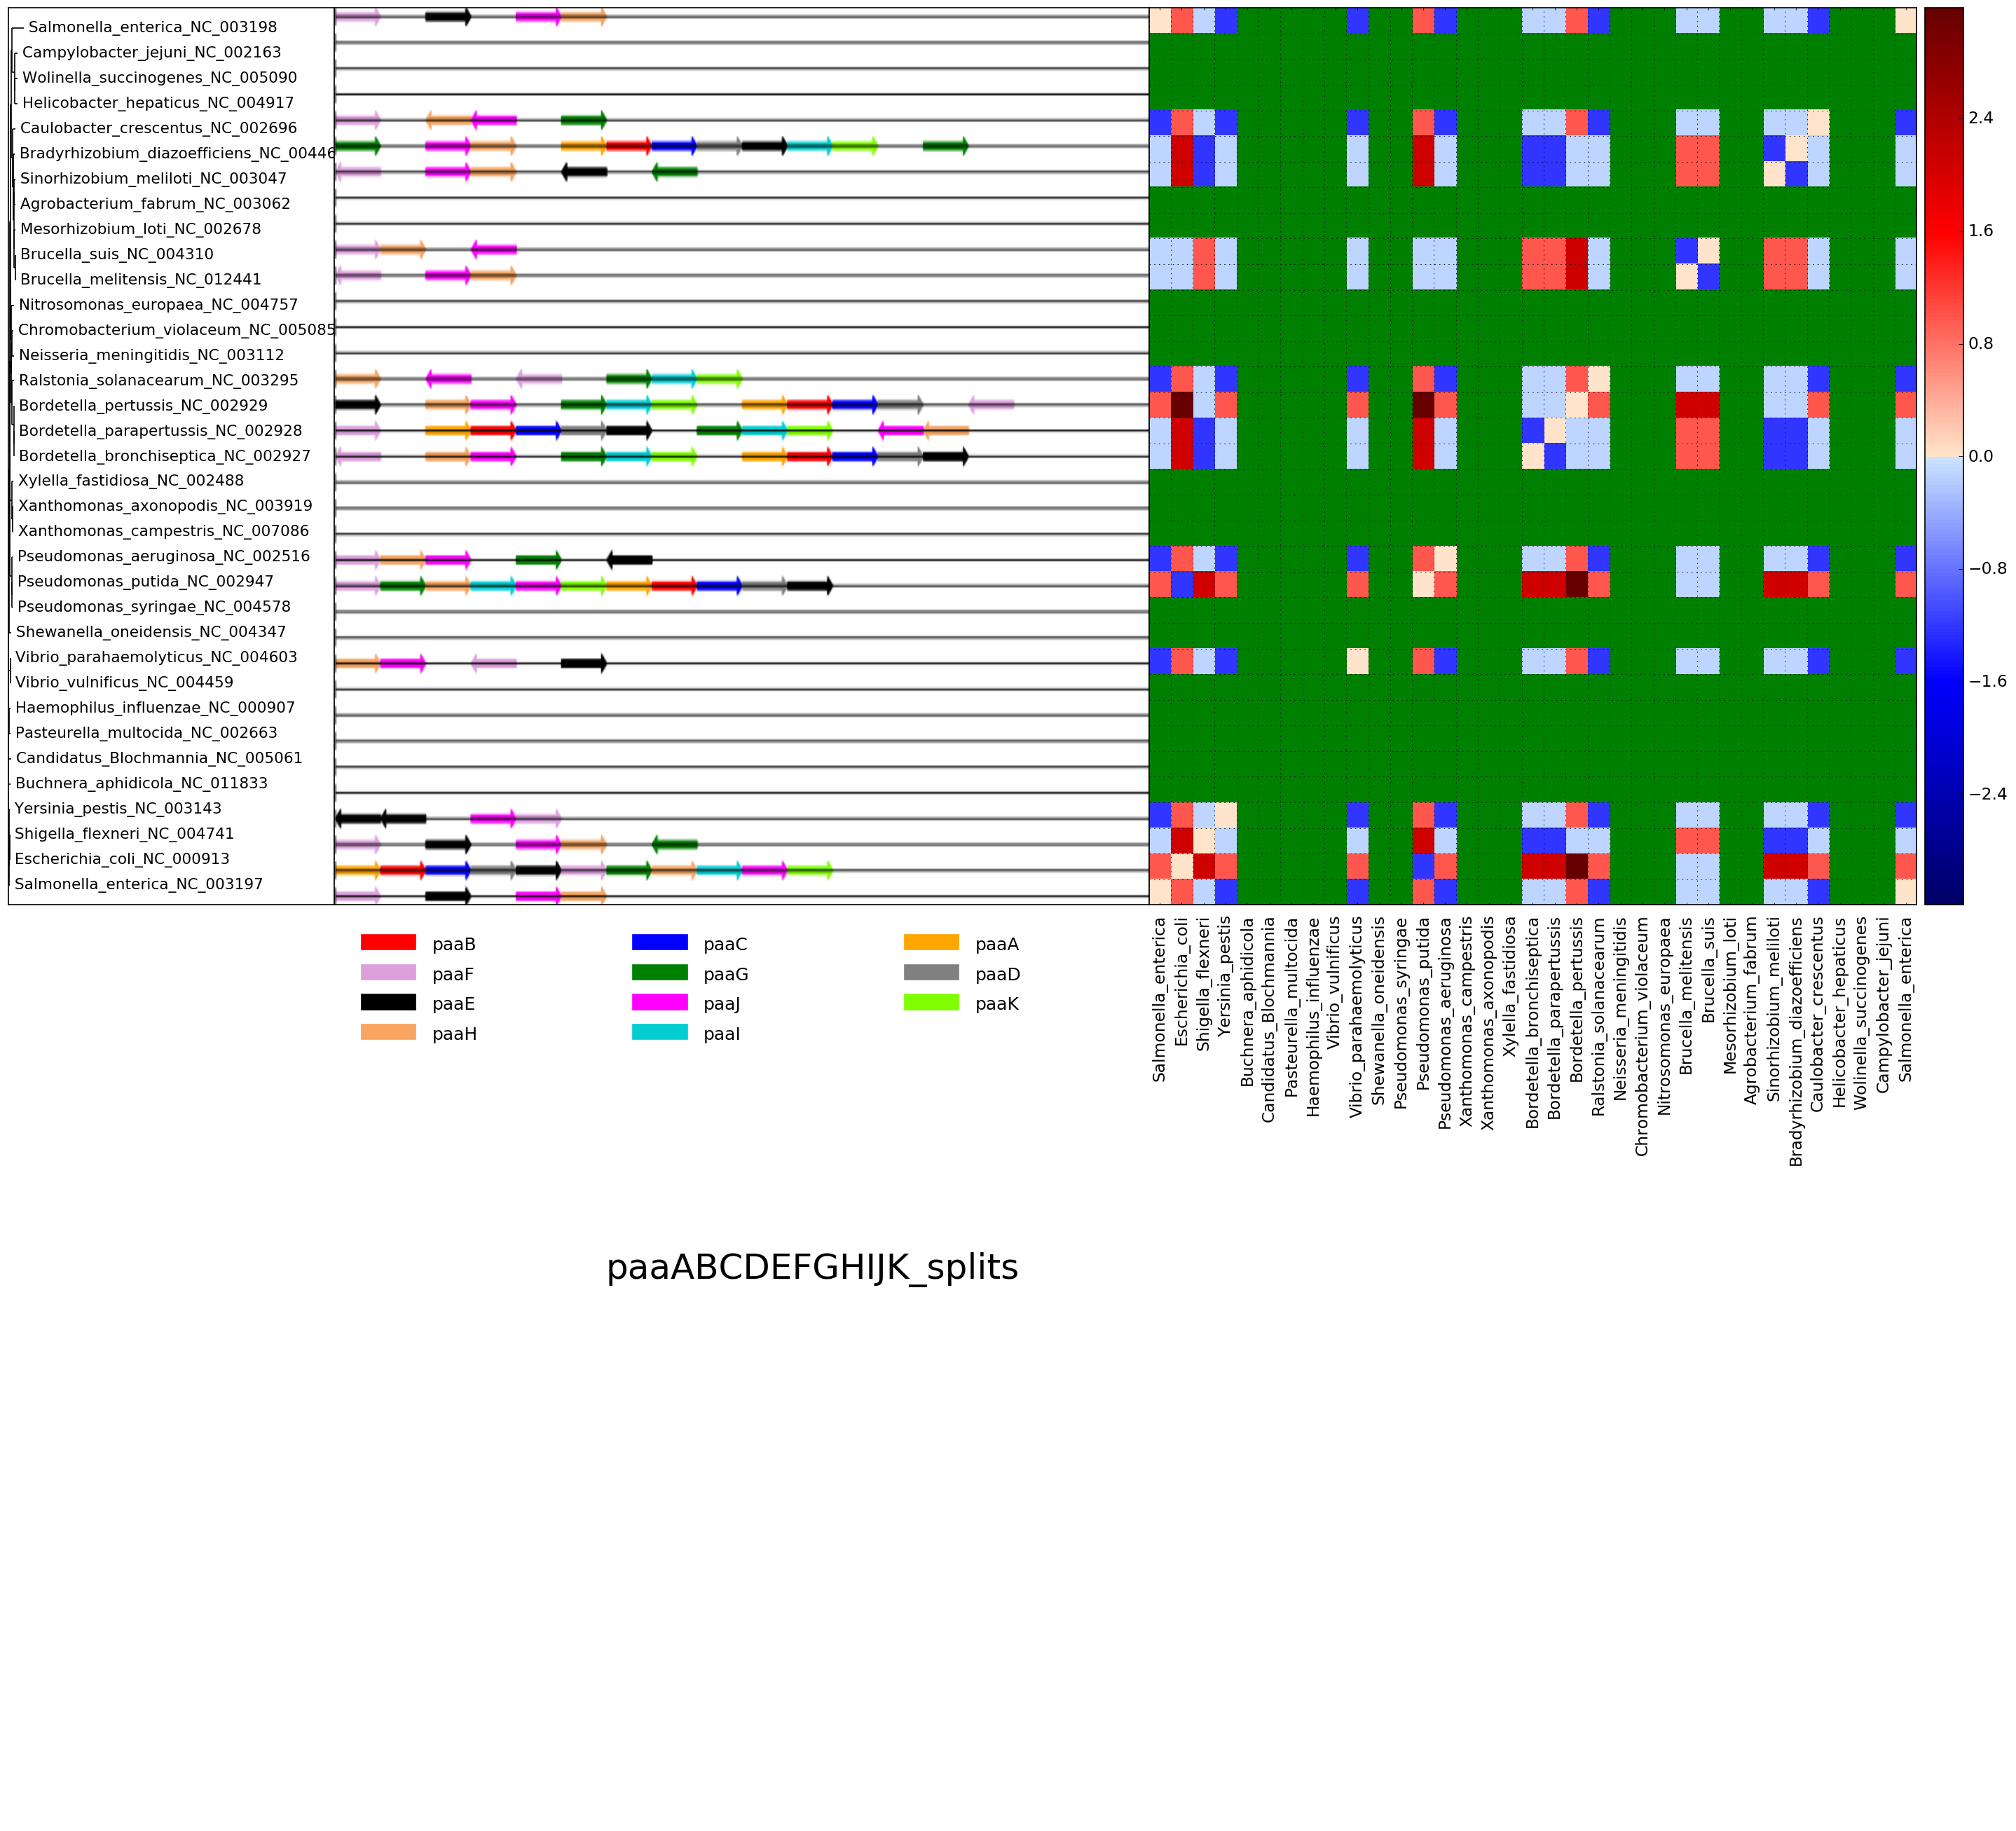 Salmonella_enterica_NC_003198
Campylobacter_jejuni_NC_002163
Wolinella_succinogenes_NC_005090
Helicobacter_hepaticus_NC_004917
Caulobacter_crescentus_NC_002696
Bradyrhizobium_diazoefficiens_NC_00446
Sinorhizobium_meliloti_NC_003047
Agrobacterium_fabrum_NC_003062
Mesorhizobium_loti_NC_002678
Brucella_suis_NC_004310
Brucella_melitensis_NC_012441
Nitrosomonas_europaea_NC_004757
Chromobacterium_violaceum_NC_005085
Neisseria_meningitidis_NC_003112
Ralstonia_solanacearum_NC_003295
Bordetella_pertussis_NC_002929
Bordetella_parapertussis_NC_002928
Bordetella_bronchiseptica_NC_002927
Xylella_fastidiosa_NC_002488
Xanthomonas_axonopodis_NC_003919
Xanthomonas_campestris_NC_007086
Pseudomonas_aeruginosa_NC_002516
Pseudomonas_putida_NC_002947
Pseudomonas_syringae_NC_004578
Shewanella_oneidensis_NC_004347
Vibrio_parahaemolyticus_NC_004603
Vibrio_vulnificus_NC_004459
Haemophilus_influenzae_NC_000907
Pasteurella_multocida_NC_002663
Candidatus_Blochmannia_NC_005061
Buchnera_aphidicola_NC_011833
Yersinia_pestis_NC_003143
Shigella_flexneri_NC_004741
Escherichia_coli_NC_000913
Salmonella_enterica_NC_003197
2.4
1.6
0.8
0.0
−0.8
−1.6
−2.4
Salmonella_enterica
Escherichia_coli
Shigella_flexneri
Yersinia_pestis
Buchnera_aphidicola
Candidatus_Blochmannia
Pasteurella_multocida
Haemophilus_influenzae
Vibrio_vulnificus
Vibrio_parahaemolyticus
Shewanella_oneidensis
Pseudomonas_syringae
Pseudomonas_putida
Pseudomonas_aeruginosa
Xanthomonas_campestris
Xanthomonas_axonopodis
Xylella_fastidiosa
Bordetella_bronchiseptica
Bordetella_parapertussis
Bordetella_pertussis
Ralstonia_solanacearum
Neisseria_meningitidis
Chromobacterium_violaceum
Nitrosomonas_europaea
Brucella_melitensis
Brucella_suis
Mesorhizobium_loti
Agrobacterium_fabrum
Sinorhizobium_meliloti
Bradyrhizobium_diazoefficiens
Caulobacter_crescentus
Helicobacter_hepaticus
Wolinella_succinogenes
Campylobacter_jejuni
Salmonella_enterica
paaB paaC paaA
paaF paaG paaD
paaE paaJ paaK
paaH paaI
paaABCDEFGHIJK_splits